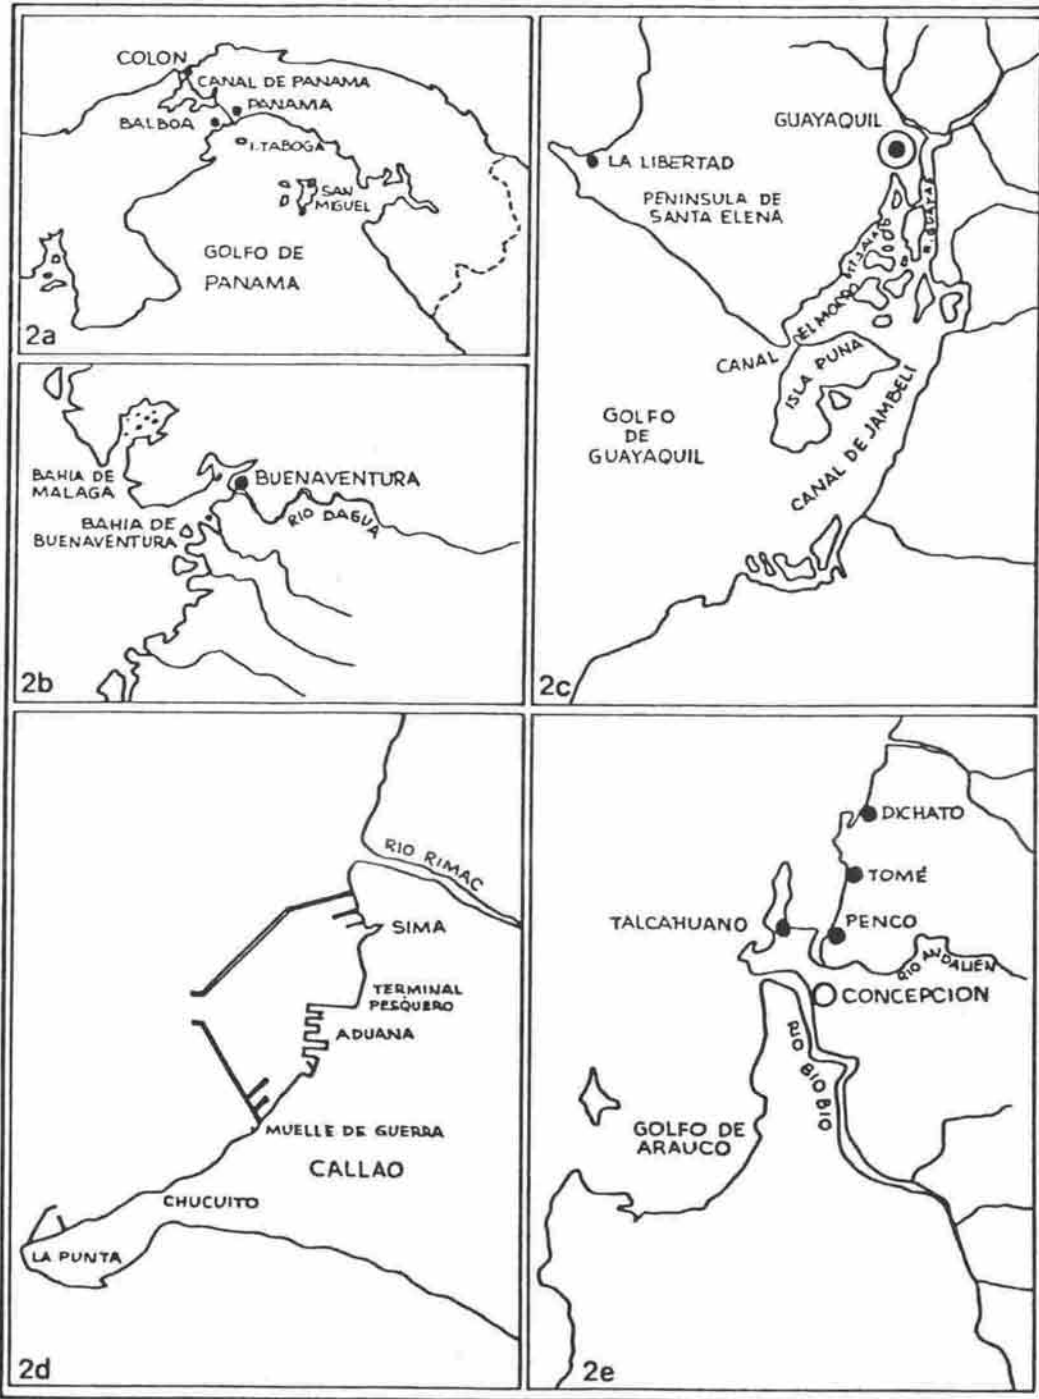 COLON
CANAL DE PANAMA
PANAMA
BALBOA
I. TABOGA
SAN
MIGUEL
GOLFO DE
PANAMA
2a
BAHIA DE
MALAGA
BUENAVENTURA
RIO DAGUA
BAHIA DE
BUENAVENTURA
2b
GUAYAQUIL
LA LIBERTAD
PENINSULA DE
SANTA ELENA
R. GUAYAS
CANAL DEL MORRO
ISLA PUNA
CANAL DE JAMBELI
GOLFO
DE
GUAYAQUIL
2c
RIO RIMAC
SIMA
TERMINAL
PESQUERO
ADUANA
MUELLE DE GUERRA
CALLAO
CHUCUITO
LA PUNTA
2d
DICHATO
TOMÉ
TALCAHUANO
PENCO
RIO ANDALIEN
CONCEPCION
RIO BIO BIO
GOLFO DE
ARAUCO
2e